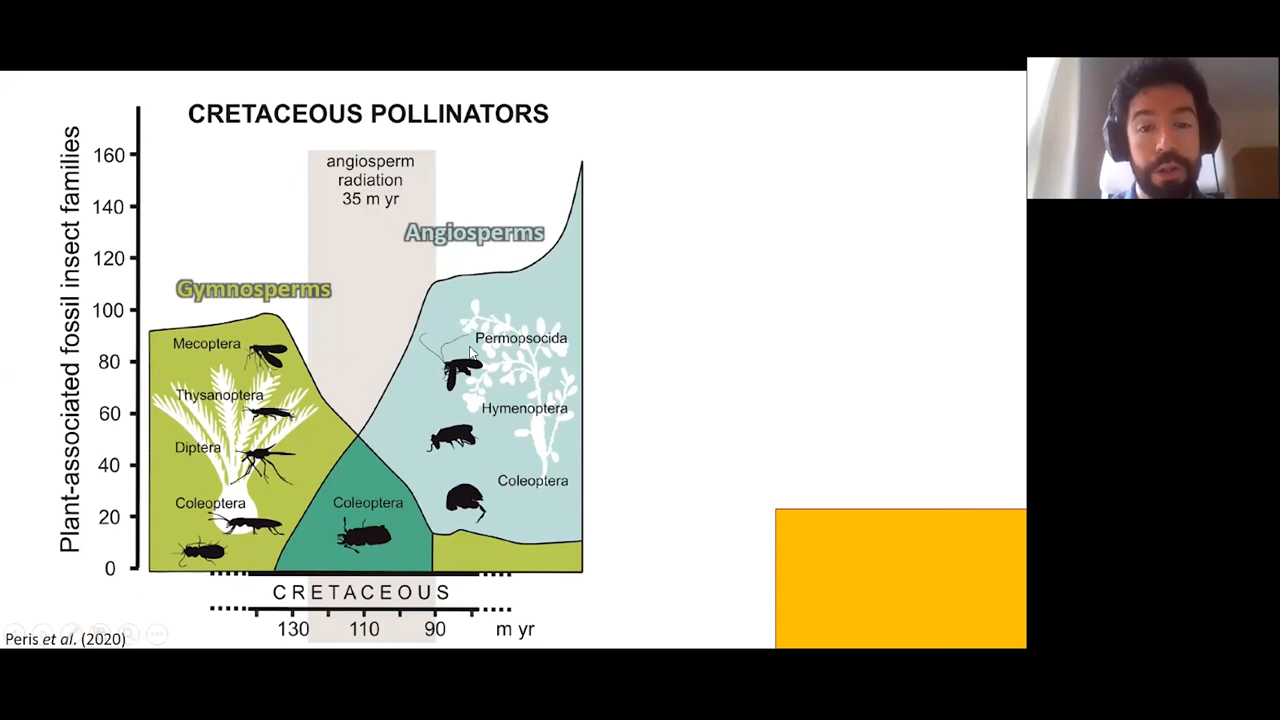 CRETACEOUS POLLINATORS
Plant-associated fossil insect families
160
140
120
100
80
60
40
20
0
angiosperm
radiation
35 m yr
Angiosperms
Gymnosperms
Mecoptera
Thysanoptera
Diptera
Coleoptera
Coleoptera
Permopsocida
Hymenoptera
Coleoptera
CRETACEOUS
130 110 90 m yr
Peris et al. (2020)